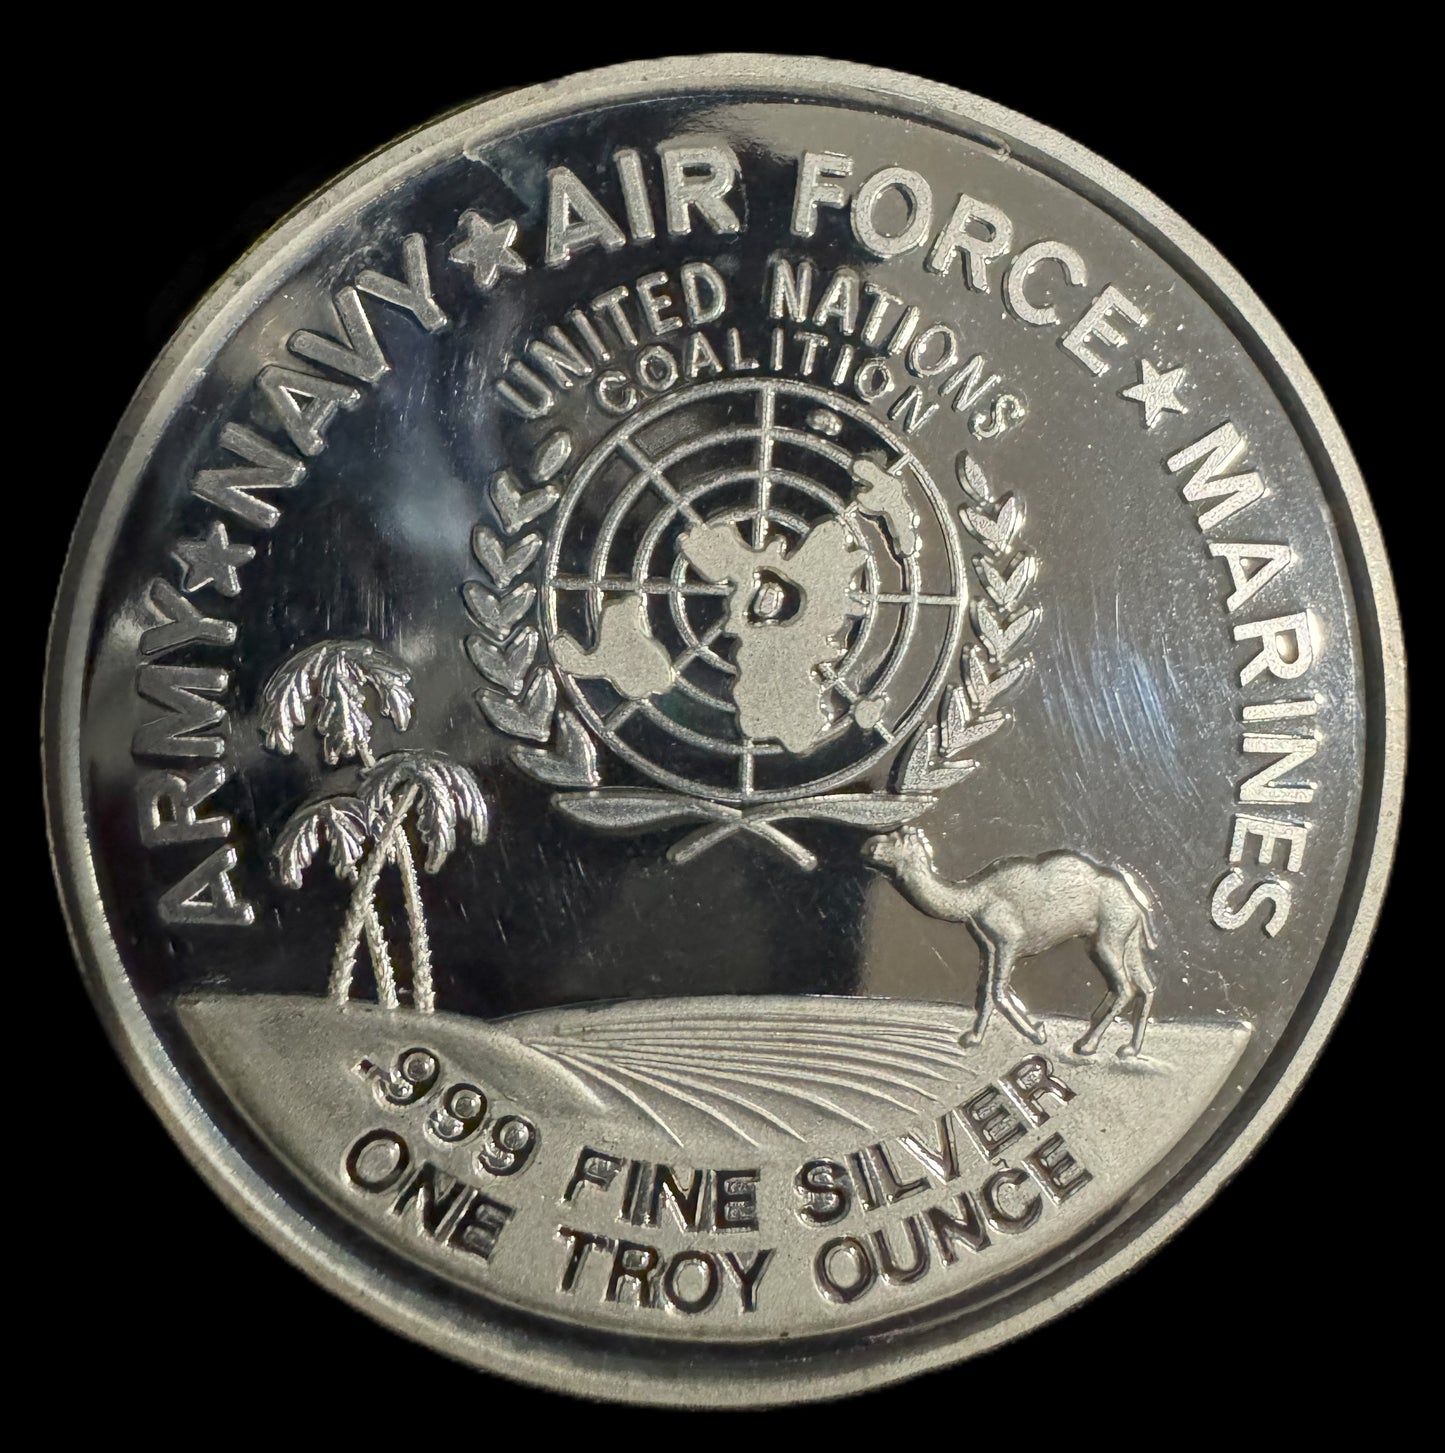 ARMY★NAVY★AIR FORCE★MARINES
UNITED NATIONS
COALITION
.999 FINE SILVER
ONE TROY OUNCE